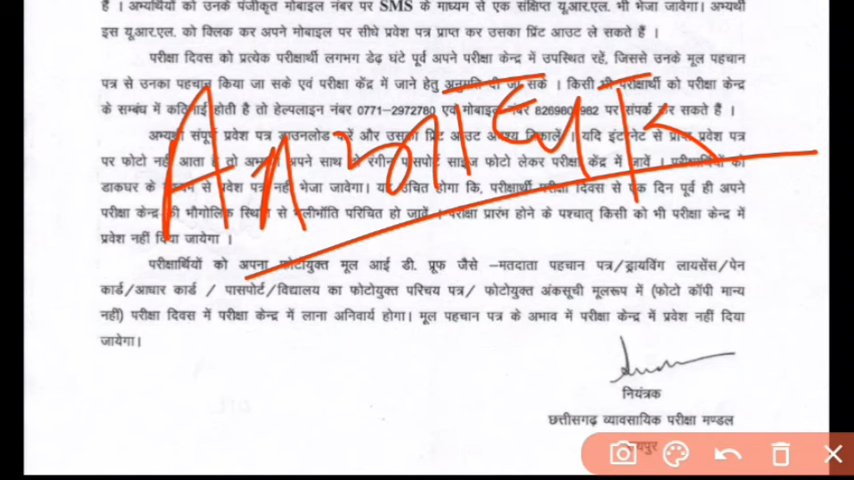 है । अभ्यर्थियों को उनके पंजीकृत मोबाइल नंबर पर SMS के माध्यम से एक संक्षिप्त यू.आर.एल. भी भेजा जावेगा। अभ्यर्थी
इस यू.आर.एल. को क्लिक कर अपने मोबाइल पर सीधे प्रवेश पत्र प्राप्त कर उसका प्रिंट आउट ले सकते हैं ।
परीक्षा दिवस को प्रत्येक परीक्षार्थी लगभग डेढ़ घंटे पूर्व अपने परीक्षा केन्द्र में उपस्थित रहें, जिससे उनके मूल पहचान
पत्र से उनका पहचान किया जा सके एवं परीक्षा केंद्र में जाने हेतु अनुमति दी जा सके । किसी भी परीक्षार्थी को परीक्षा केन्द्र
के सम्बंध में कठिनाई होती है तो हेल्पलाइन नंबर 0771-2972780 एवं मोबाइल नंबर पर संपर्क कर सकते हैं ।
अभ्यर्थी संपूर्ण प्रवेश पत्र डाउनलोड करें और उसका प्रिंट आउट अवश्य निकालें । यदि इंटरनेट से प्राप्त प्रवेश पत्र
पर फोटो नहीं आता है तो अपने साथ रंगीन पासपोर्ट साइज फोटो लेकर परीक्षा केंद्र में जावें । परीक्षार्थियों को
डाकघर के माध्यम से प्रवेश पत्र नहीं भेजा जावेगा। यह उचित होगा कि, परीक्षार्थी परीक्षा दिवस से एक दिन पूर्व ही अपने
परीक्षा केन्द्र की भौगोलिक स्थिति से भलीभाँति परिचित हो जावें । परीक्षा प्रारंभ होने के पश्चात् किसी को भी परीक्षा केन्द्र में
प्रवेश नहीं दिया जायेगा ।
परीक्षार्थियों को अपना फोटोयुक्त मूल आई डी. प्रूफ जैसे –मतदाता पहचान पत्र/ड्रायविंग लायसेंस/पेन
कार्ड/आधार कार्ड / पासपोर्ट/विद्यालय का फोटोयुक्त परिचय पत्र/ फोटोयुक्त अंकसूची मूलरूप में (फोटो कॉपी मान्य
नहीं) परीक्षा दिवस में परीक्षा केन्द्र में लाना अनिवार्य होगा। मूल पहचान पत्र के अभाव में परीक्षा केन्द्र में प्रवेश नहीं दिया
जायेगा।
नियंत्रक
छत्तीसगढ़ व्यावसायिक परीक्षा मण्डल